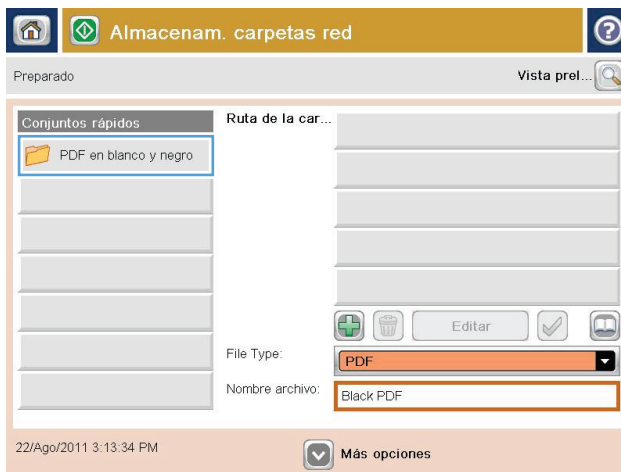 Almacenam. carpetas red
?
Preparado
Vista prel...
Conjuntos rápidos
PDF en blanco y negro
Ruta de la car...
Editar
File Type:
PDF
Nombre archivo:
Black PDF
22/Ago/2011 3:13:34 PM
Más opciones